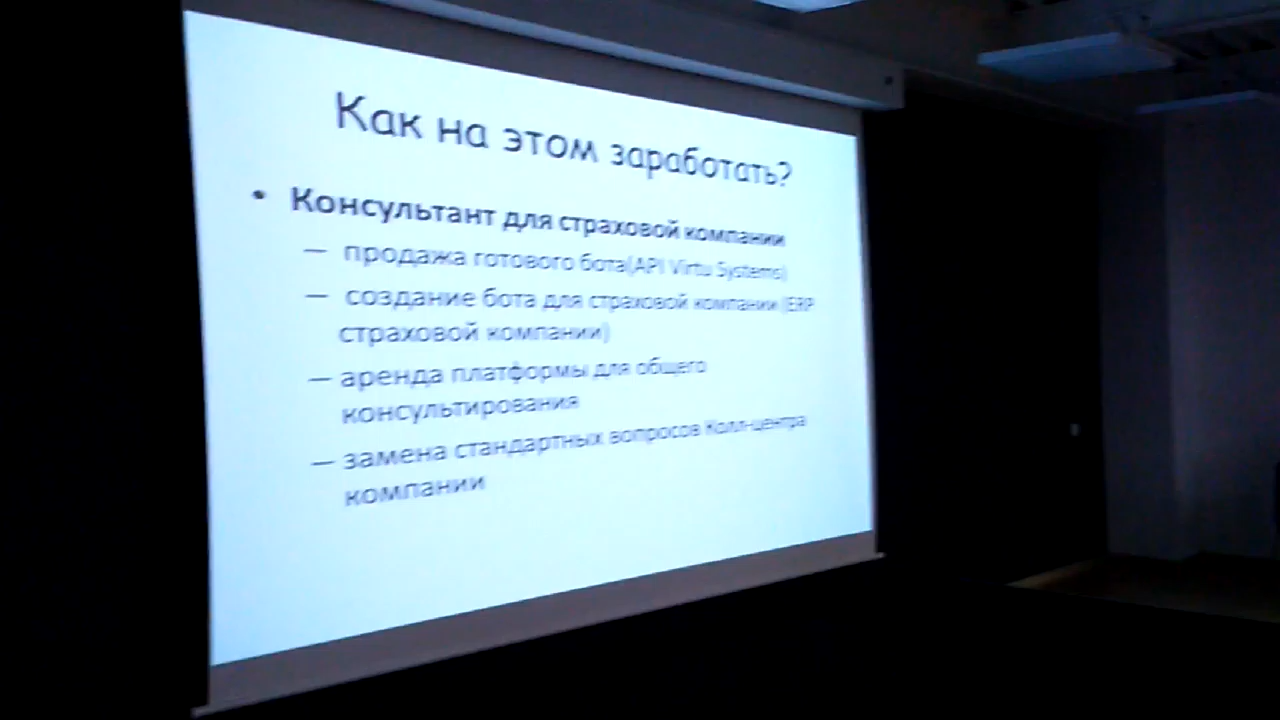 Как на этом заработать?
• Консультант для страховой компании
— продажа готового бота(API Virtu Systems)
— создание бота для страховой компании (ERP
страховой компании)
— аренда платформы для общего
консультирования
— замена стандартных вопросов Колл-центра
компании